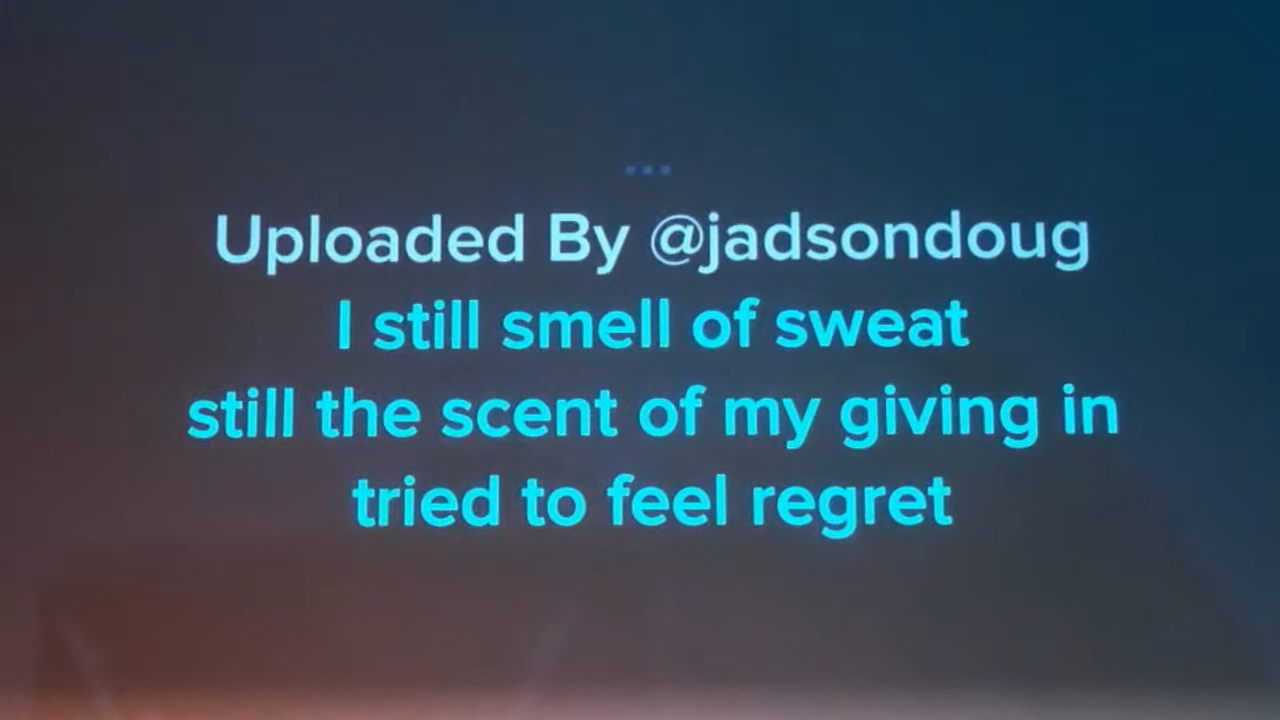 ...
Uploaded By @jadsondoug
I still smell of sweat
still the scent of my giving in
tried to feel regret